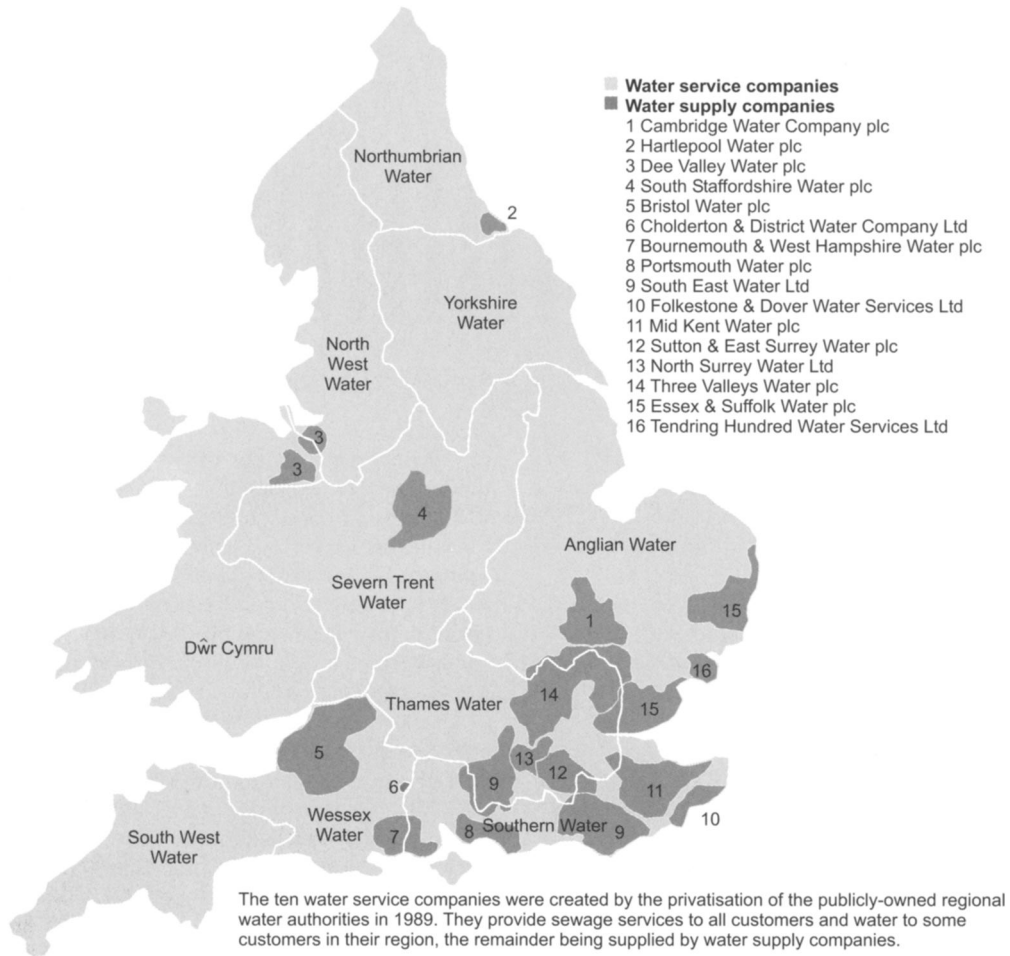 Water service companies
Water supply companies
1 Cambridge Water Company plc
2 Hartlepool Water plc
3 Dee Valley Water plc
4 South Staffordshire Water plc
5 Bristol Water plc
6 Cholderton & District Water Company Ltd
7 Bournemouth & West Hampshire Water plc
8 Portsmouth Water plc
9 South East Water Ltd
10 Folkestone & Dover Water Services Ltd
11 Mid Kent Water plc
12 Sutton & East Surrey Water plc
13 North Surrey Water Ltd
14 Three Valleys Water plc
15 Essex & Suffolk Water plc
16 Tendring Hundred Water Services Ltd
Northumbrian
Water
2
Yorkshire
Water
North
West
Water
3
3
4
Anglian Water
Severn Trent
Water
15
1
Dŵr Cymru
16
14
Thames Water
15
5
13
12
9
6
11
10
Wessex
Water
7
8
Southern Water
9
South West
Water
The ten water service companies were created by the privatisation of the publicly-owned regional
water authorities in 1989. They provide sewage services to all customers and water to some
customers in their region, the remainder being supplied by water supply companies.